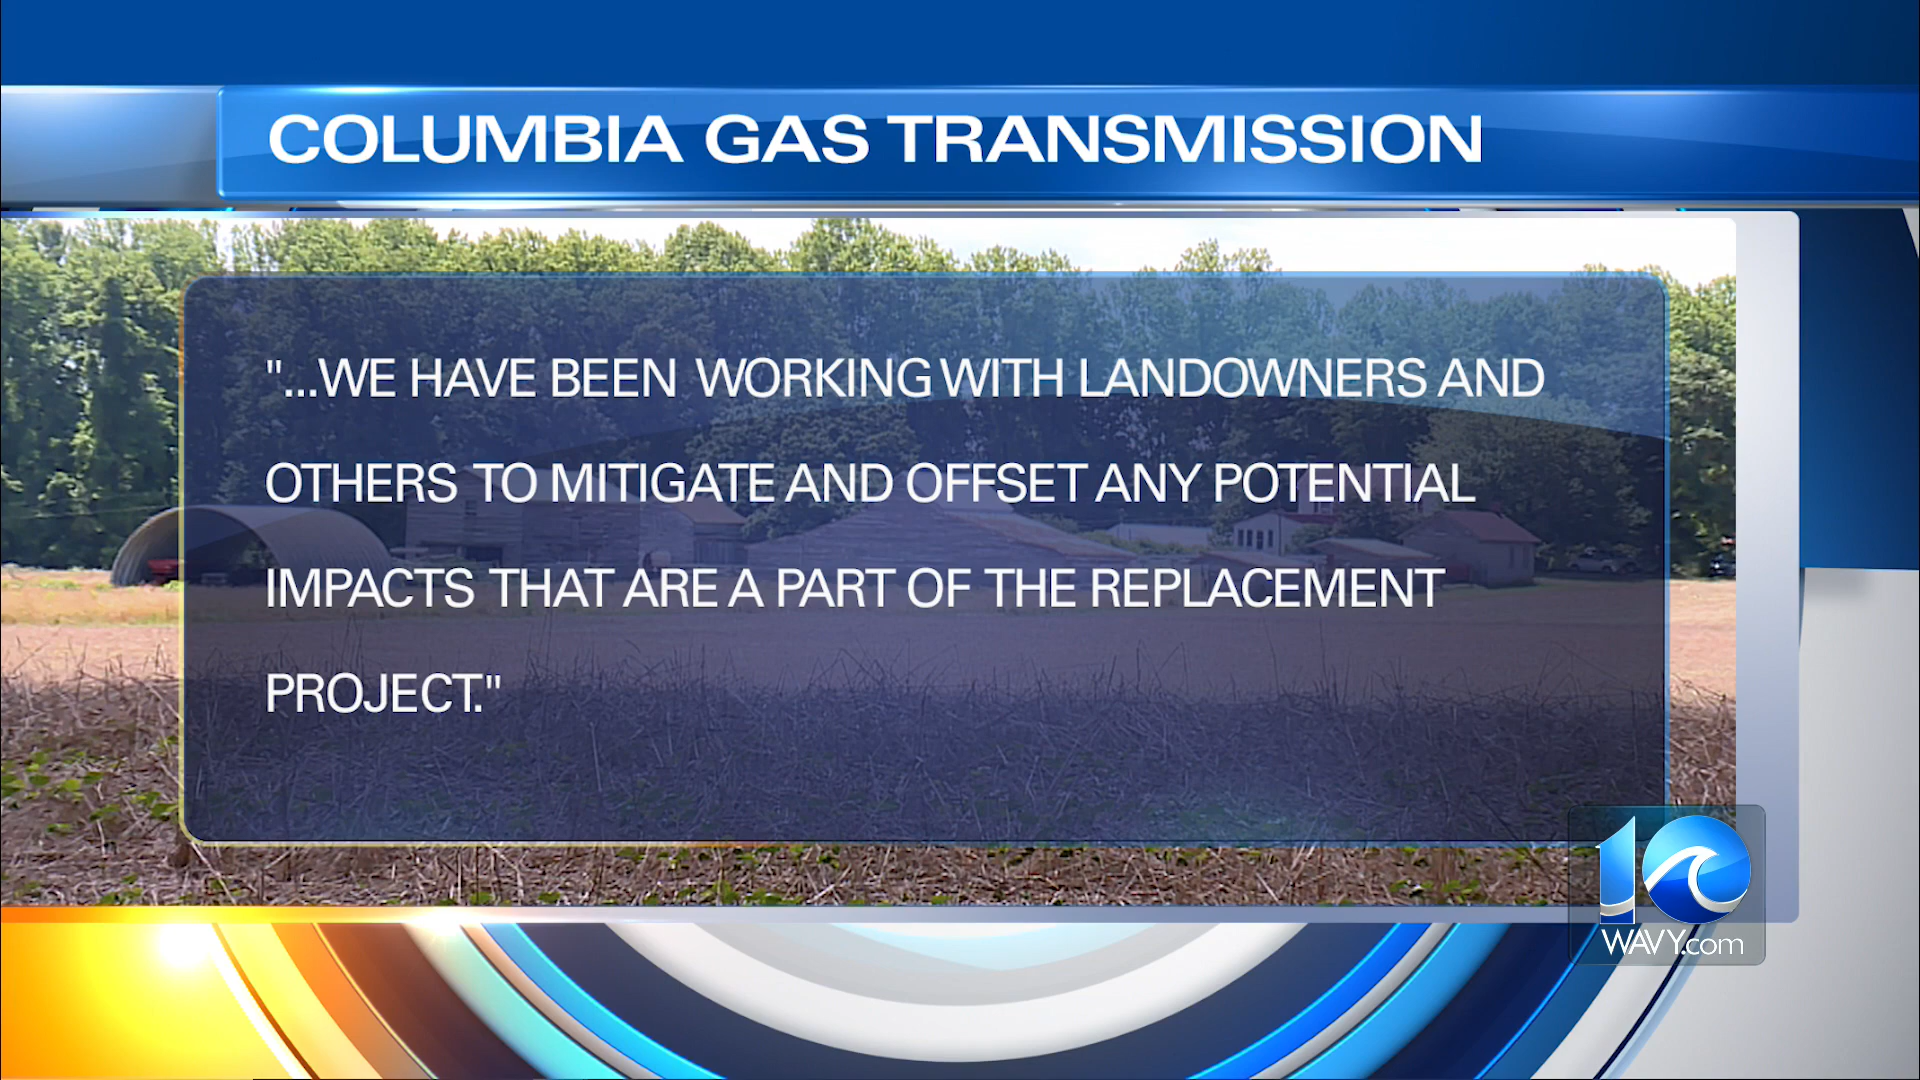 COLUMBIA GAS TRANSMISSION
"...WE HAVE BEEN WORKING WITH LANDOWNERS AND
OTHERS TO MITIGATE AND OFFSET ANY POTENTIAL
IMPACTS THAT ARE A PART OF THE REPLACEMENT
PROJECT."
10
WAVY.com